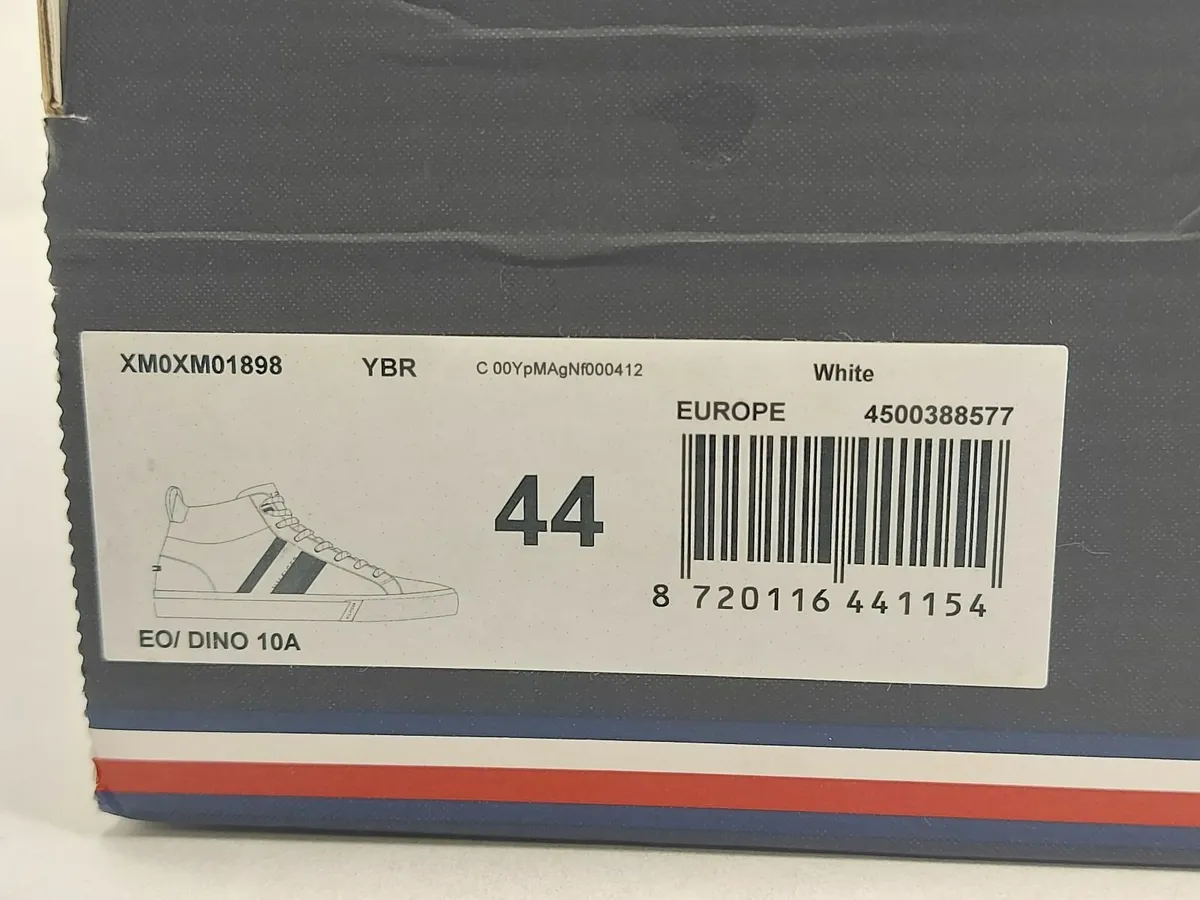 XM0XM01898 YBR C 00YpMAgNf000412 White
EUROPE 4500388577
44
8 720116 441154
EO/ DINO 10A